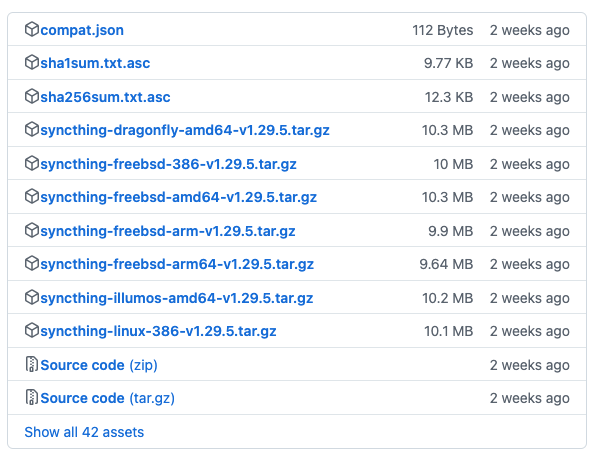 compat.json 112 Bytes 2 weeks ago
sha1sum.txt.asc 9.77 KB 2 weeks ago
sha256sum.txt.asc 12.3 KB 2 weeks ago
syncthing-dragonfly-amd64-v1.29.5.tar.gz 10.3 MB 2 weeks ago
syncthing-freebsd-386-v1.29.5.tar.gz 10 MB 2 weeks ago
syncthing-freebsd-amd64-v1.29.5.tar.gz 10.3 MB 2 weeks ago
syncthing-freebsd-arm-v1.29.5.tar.gz 9.9 MB 2 weeks ago
syncthing-freebsd-arm64-v1.29.5.tar.gz 9.64 MB 2 weeks ago
syncthing-illumos-amd64-v1.29.5.tar.gz 10.2 MB 2 weeks ago
syncthing-linux-386-v1.29.5.tar.gz 10.1 MB 2 weeks ago
Source code (zip) 2 weeks ago
Source code (tar.gz) 2 weeks ago
Show all 42 assets